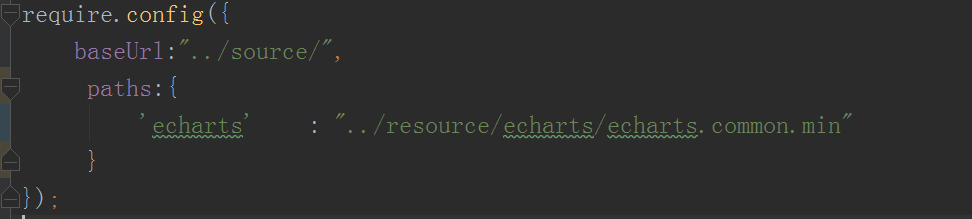 require.config({
baseUrl:"../source/",
paths:{
'echarts' : "../resource/echarts/echarts.common.min"
}
});